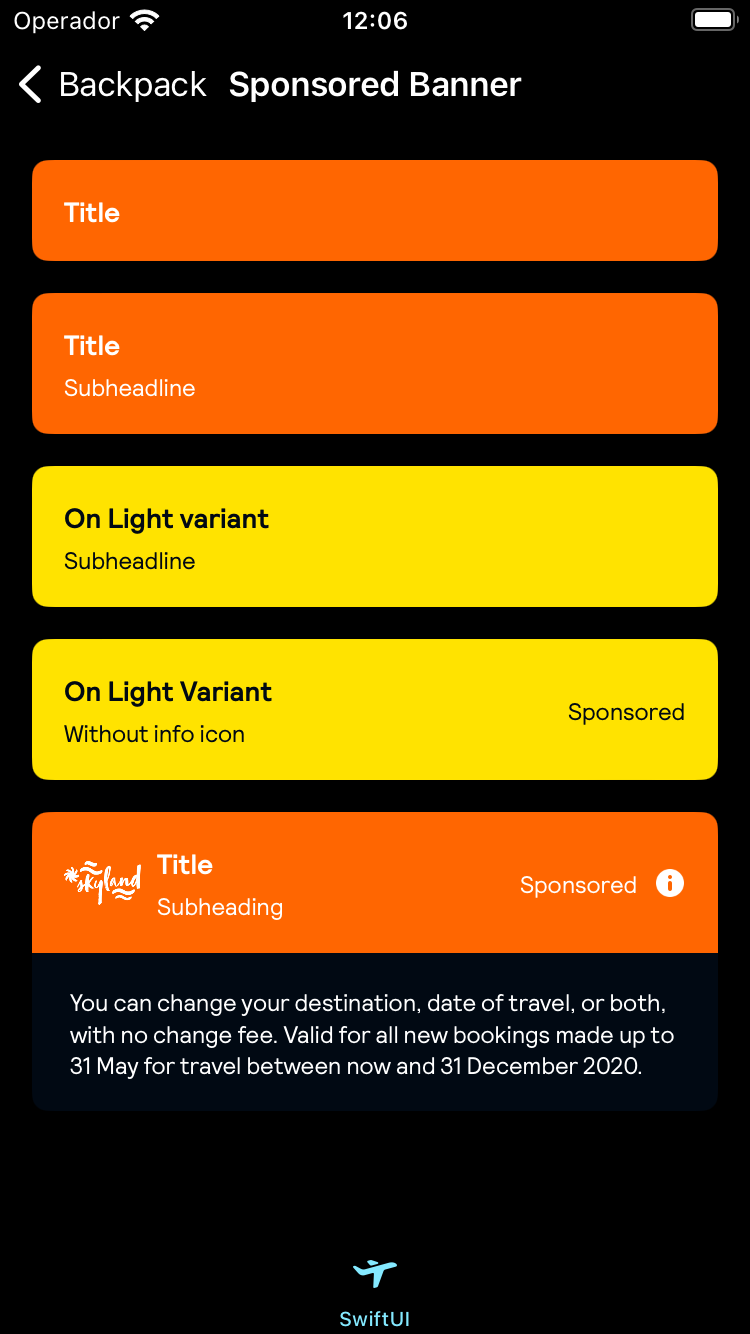 Operador 12:06
Backpack Sponsored Banner
Title
Title
Subheadline
On Light variant
Subheadline
On Light Variant
Without info icon
Sponsored
skyland
Title
Subheading
Sponsored
You can change your destination, date of travel, or both,
with no change fee. Valid for all new bookings made up to
31 May for travel between now and 31 December 2020.
SwiftUI